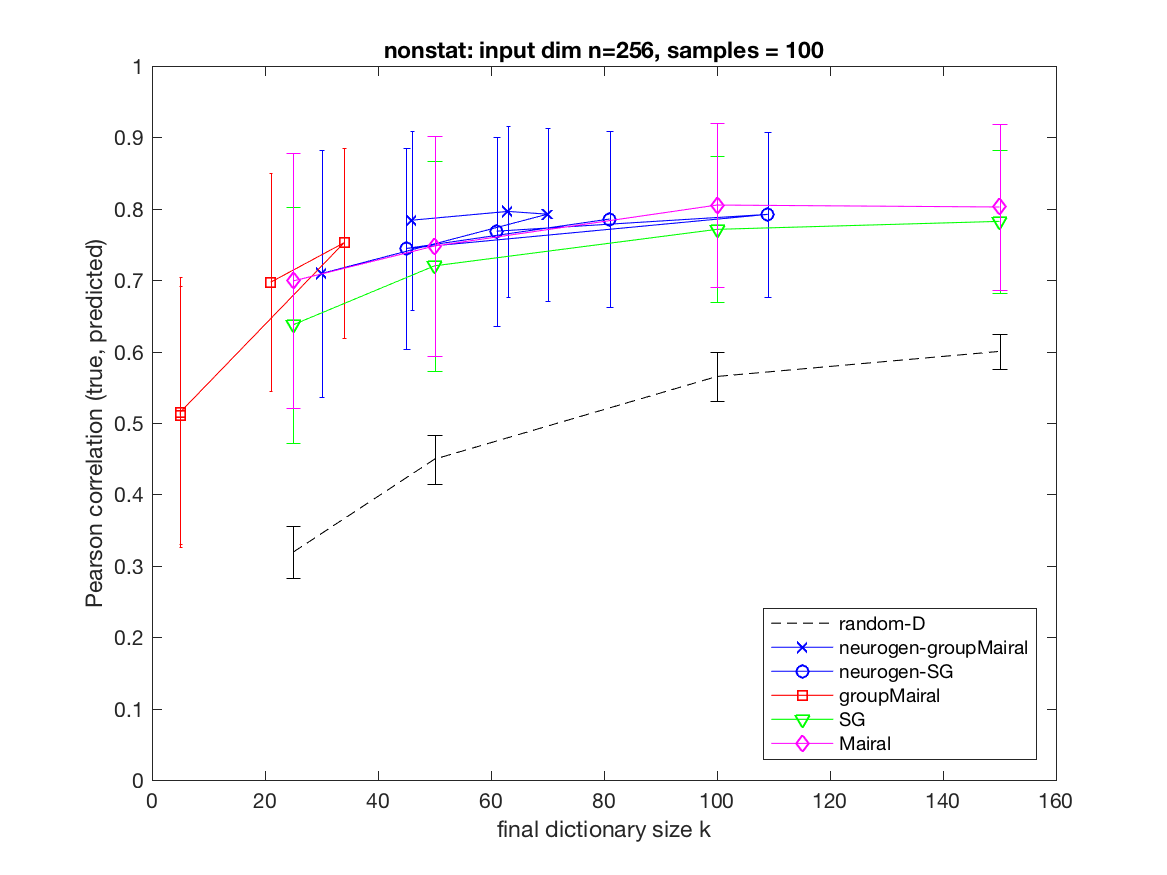 nonstat: input dim n=256, samples = 100
Pearson correlation (true, predicted)
1
0.9
0.8
0.7
0.6
0.5
0.4
0.3
0.2
0.1
0
0 20 40 60 80 100 120 140 160
final dictionary size k
random-D
neurogen-groupMairal
neurogen-SG
groupMairal
SG
Mairal